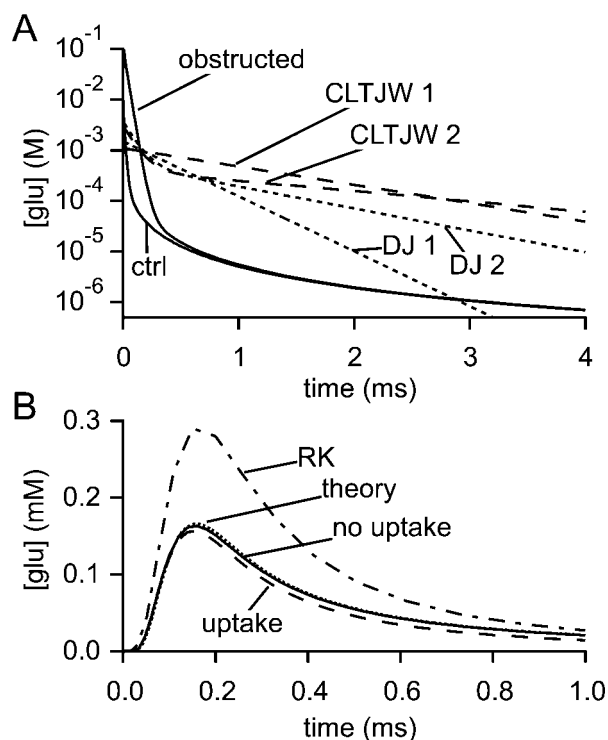 A
10^-1
10^-2
10^-3
10^-4
10^-5
10^-6
[glu] (M)
obstructed
CLTJW 1
CLTJW 2
DJ 1
DJ 2
ctrl
0
1
2
3
4
time (ms)
B
0.3
0.2
0.1
0.0
[glu] (mM)
RK
theory
no uptake
uptake
0.0
0.2
0.4
0.6
0.8
1.0
time (ms)